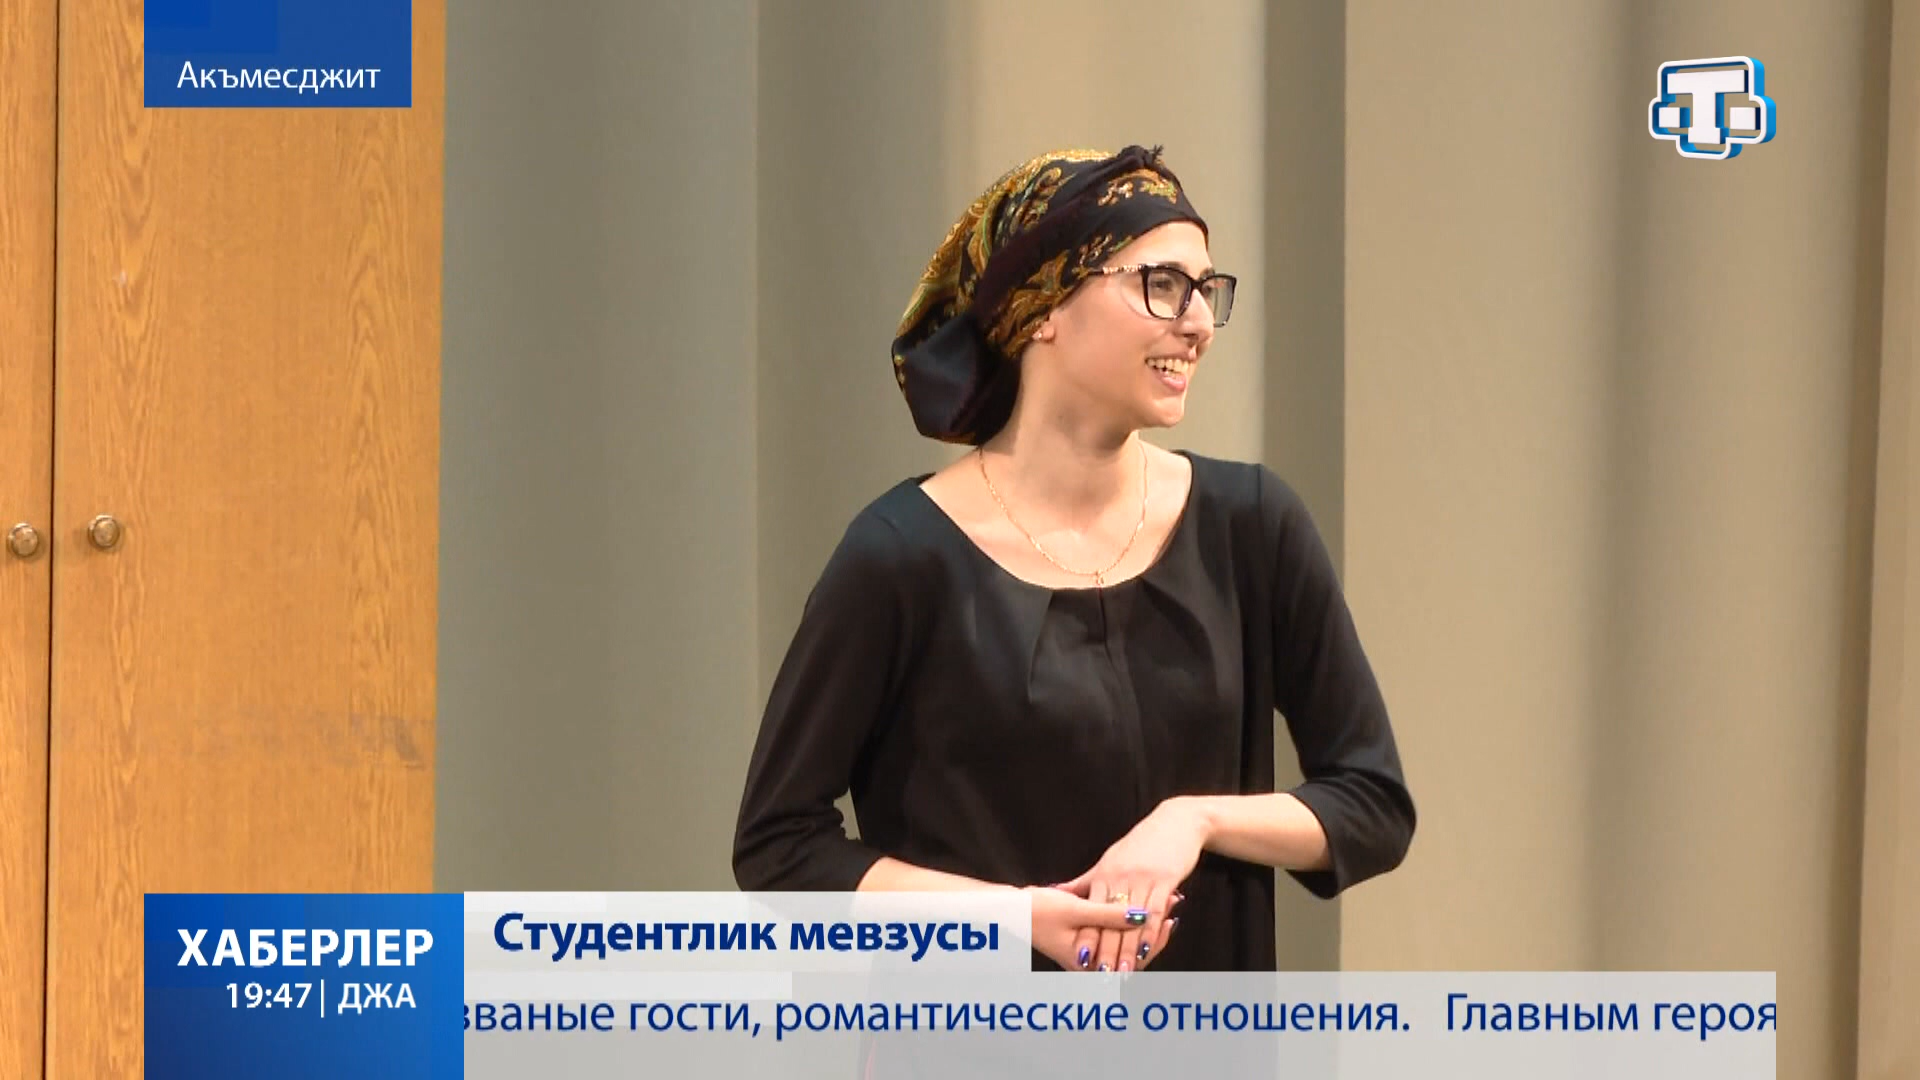 Акъмесджит
Т
ХАБЕРЛЕР
19:47 | ДЖА
Студентлик мевзусы
званые гости, романтические отношения. Главным героя